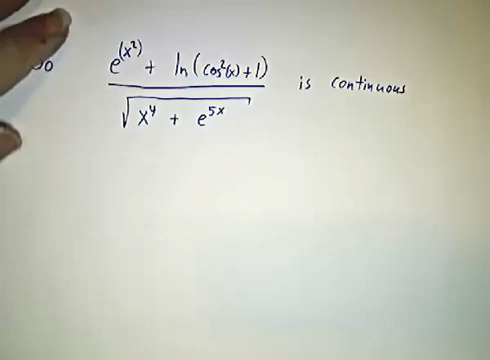 e^(x²) + ln(cos²(x)+1) is continuous
√(x⁴ + e^5x)